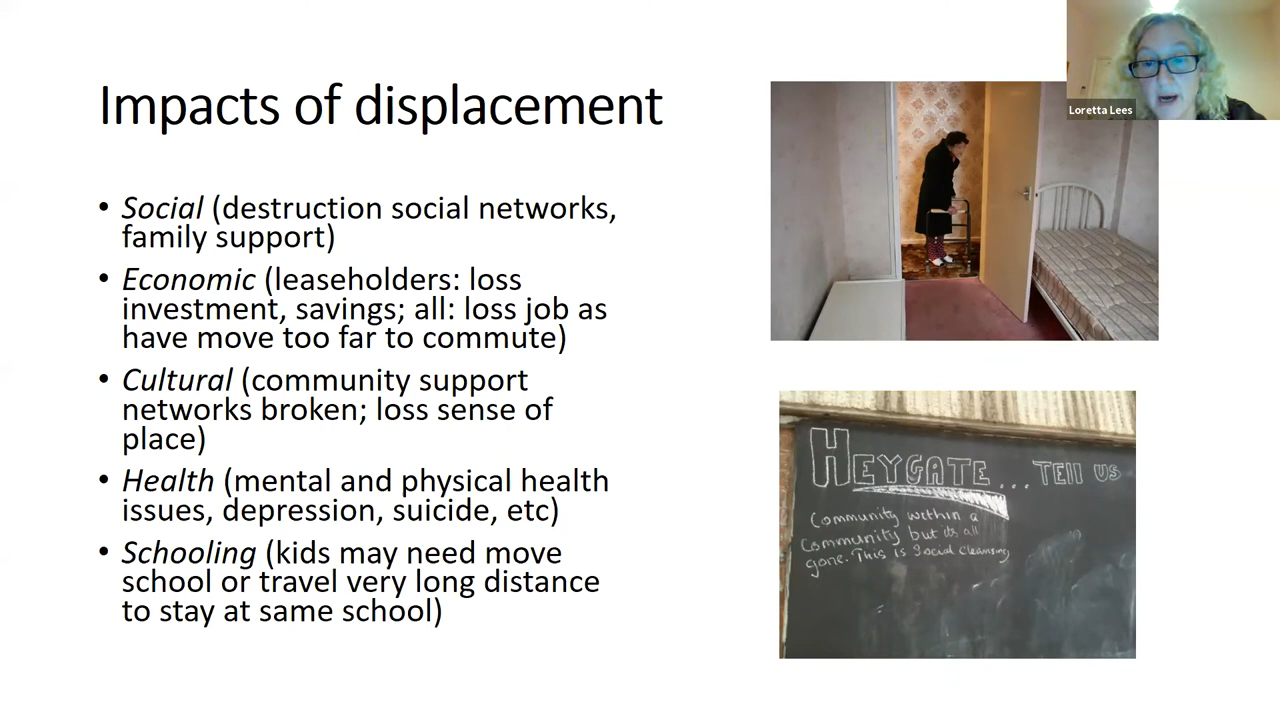 Impacts of displacement
Loretta Lees
• Social (destruction social networks,
family support)
• Economic (leaseholders: loss
investment, savings; all: loss job as
have move too far to commute)
• Cultural (community support
networks broken; loss sense of
place)
• Health (mental and physical health
issues, depression, suicide, etc)
• Schooling (kids may need move
school or travel very long distance
to stay at same school)
HEYGATE... TELL US
Community within a
Community but its all
gone. This is Social cleansing